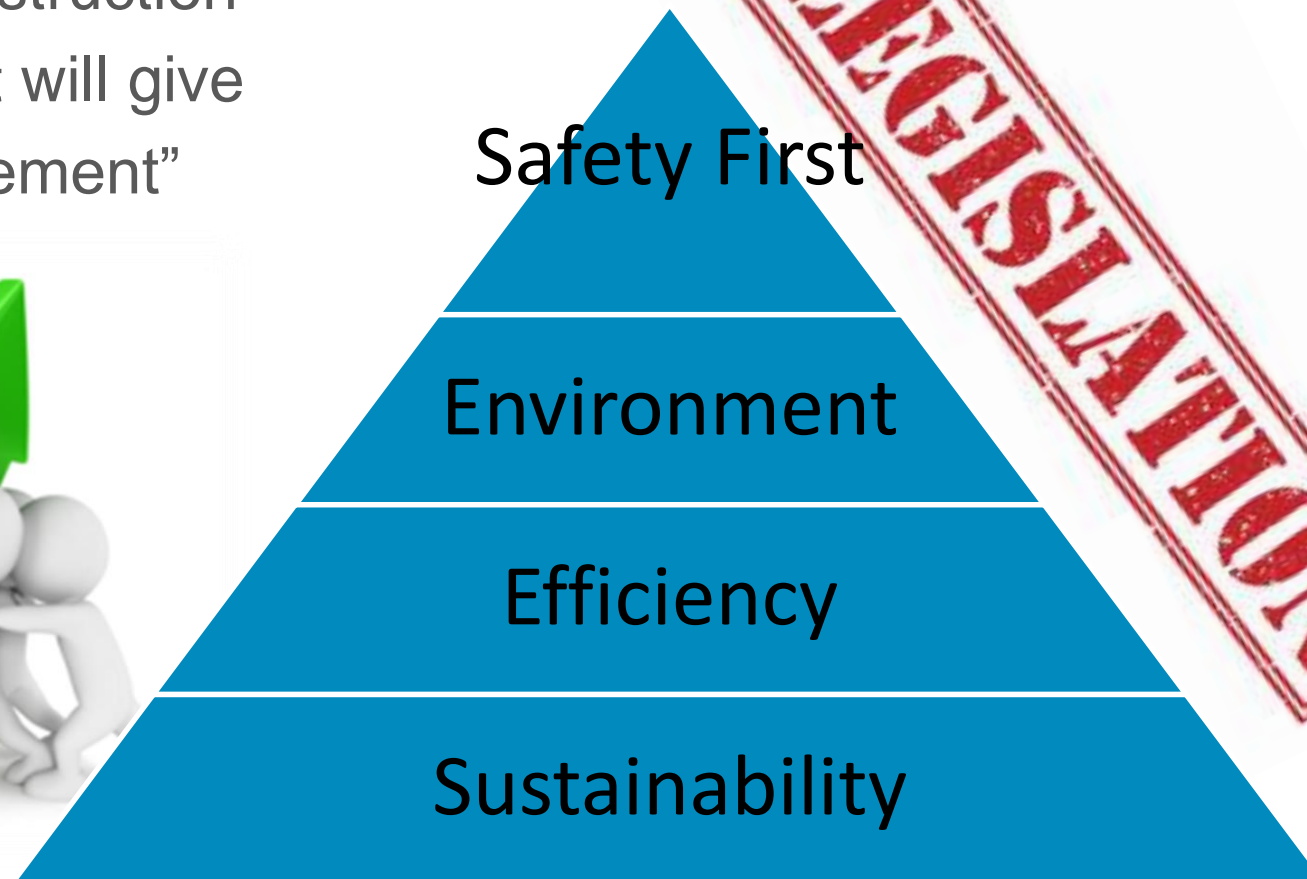 will give
ement”
Safety First
Environment
Efficiency
Sustainability